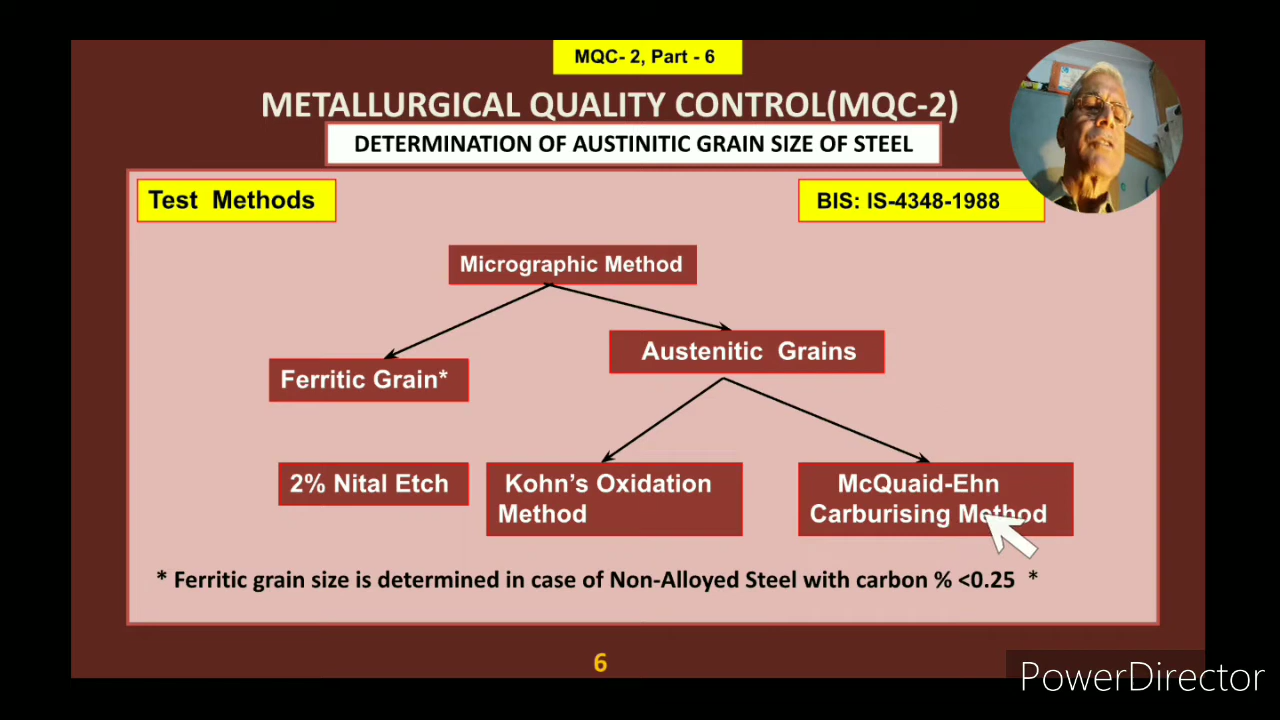 MQC- 2, Part - 6
METALLURGICAL QUALITY CONTROL(MQC-2)
DETERMINATION OF AUSTINITIC GRAIN SIZE OF STEEL
Test Methods
BIS: IS-4348-1988
Micrographic Method
Austenitic Grains
Ferritic Grain*
2% Nital Etch
Kohn's Oxidation
Method
McQuaid-Ehn
Carburising Method
* Ferritic grain size is determined in case of Non-Alloyed Steel with carbon % <0.25 *
6
PowerDirector